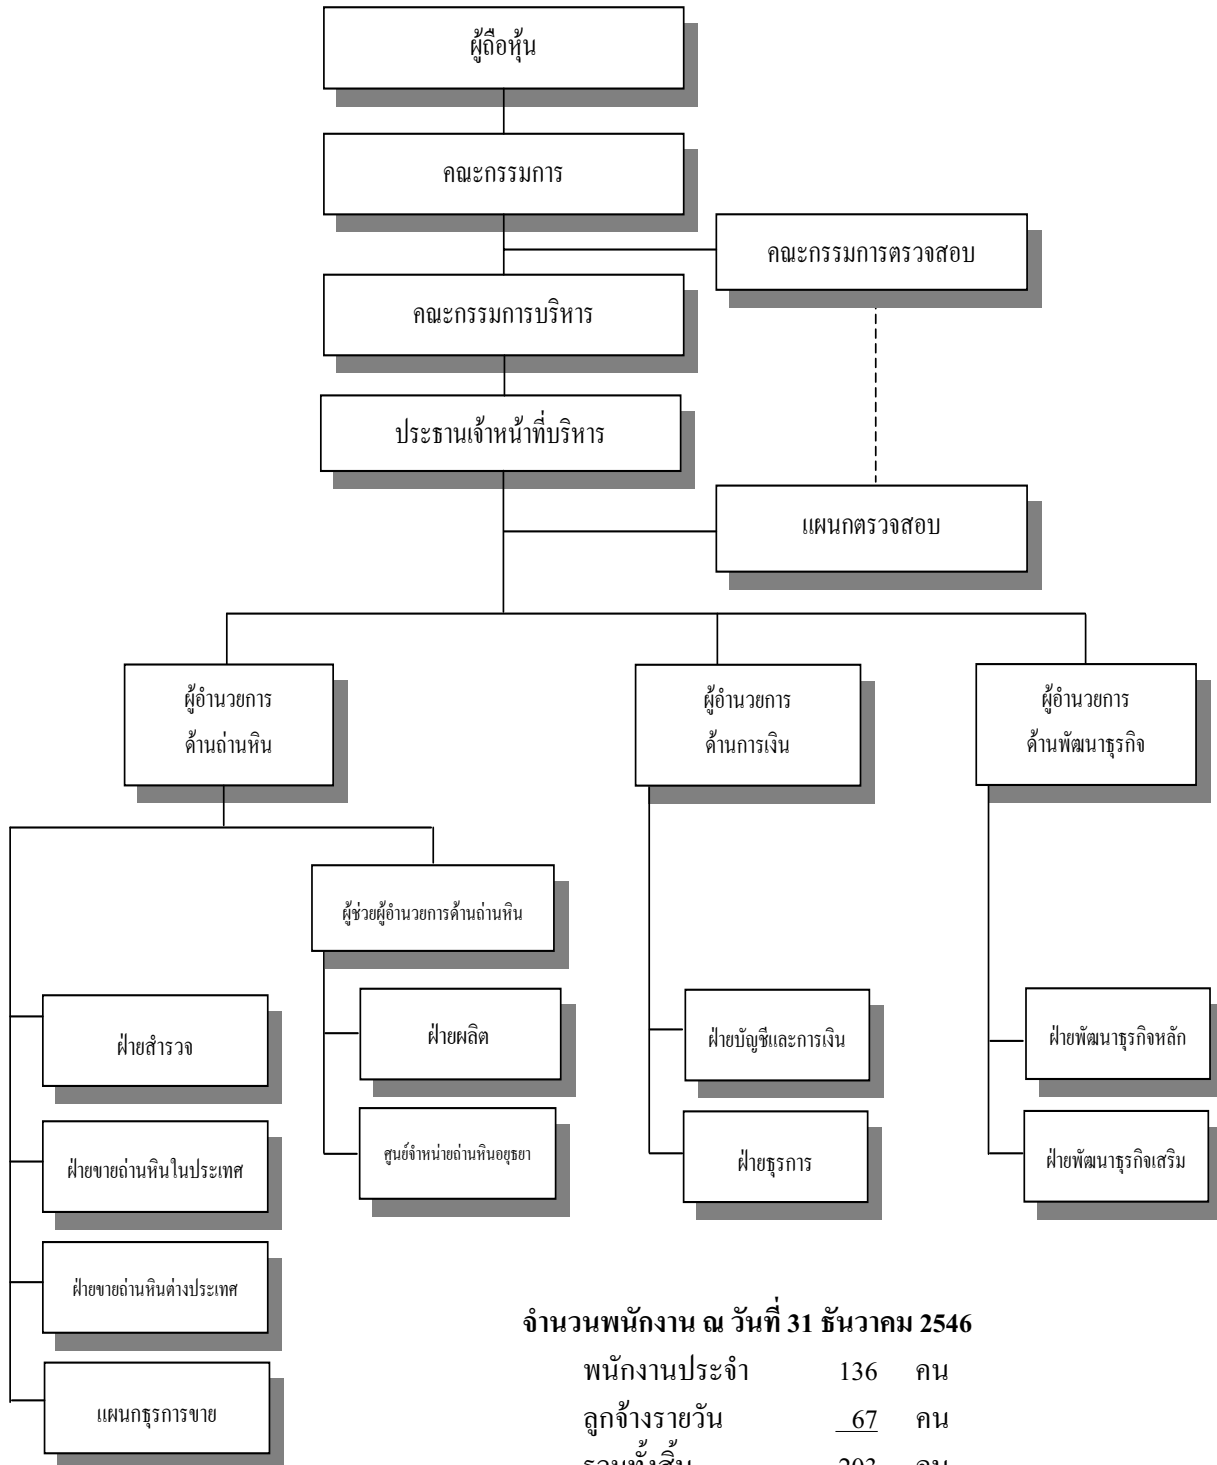 ผู้ถือหุ้น
คณะกรรมการ
คณะกรรมการตรวจสอบ
คณะกรรมการบริหาร
ประธานเจ้าหน้าที่บริหาร
แผนกตรวจสอบ
ผู้อำนวยการ
ด้านถ่านหิน
ผู้อำนวยการ
ด้านการเงิน
ผู้อำนวยการ
ด้านพัฒนาธุรกิจ
ผู้ช่วยผู้อำนวยการด้านถ่านหิน
ฝ่ายสำรวจ
ฝ่ายผลิต
ฝ่ายบัญชีและการเงิน
ฝ่ายพัฒนาธุรกิจหลัก
ฝ่ายขายถ่านหินในประเทศ
ศูนย์จำหน่ายถ่านหินอยุธยา
ฝ่ายธุรการ
ฝ่ายพัฒนาธุรกิจเสริม
ฝ่ายขายถ่านหินต่างประเทศ
แผนกธุรการขาย
จำนวนพนักงาน ณ วันที่ 31 ธันวาคม 2546
พนักงานประจำ 136 คน
ลูกจ้างรายวัน 67 คน
รวมทั้งสิ้น 203 คน